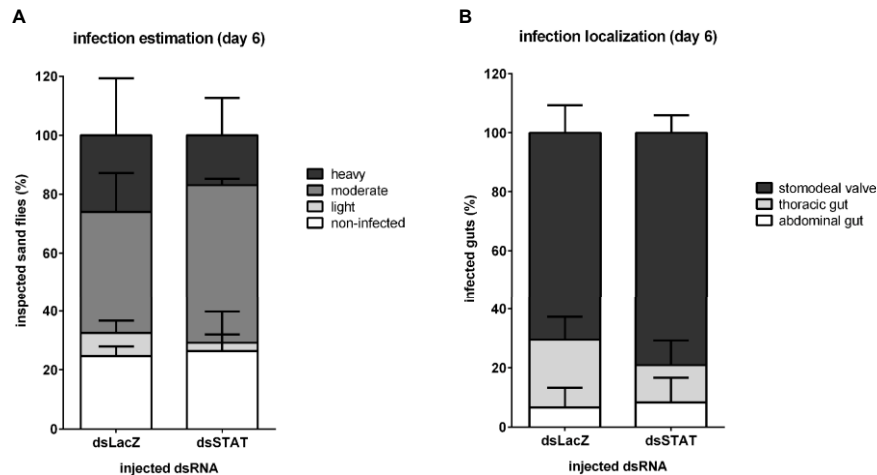 A
infection estimation (day 6)
120
100
80
60
40
20
0
inspected sand flies (%)
dsLacZ dsSTAT
injected dsRNA
heavy
moderate
light
non-infected
B
infection localization (day 6)
120
100
80
60
40
20
0
infected guts (%)
dsLacZ dsSTAT
injected dsRNA
stomodeal valve
thoracic gut
abdominal gut